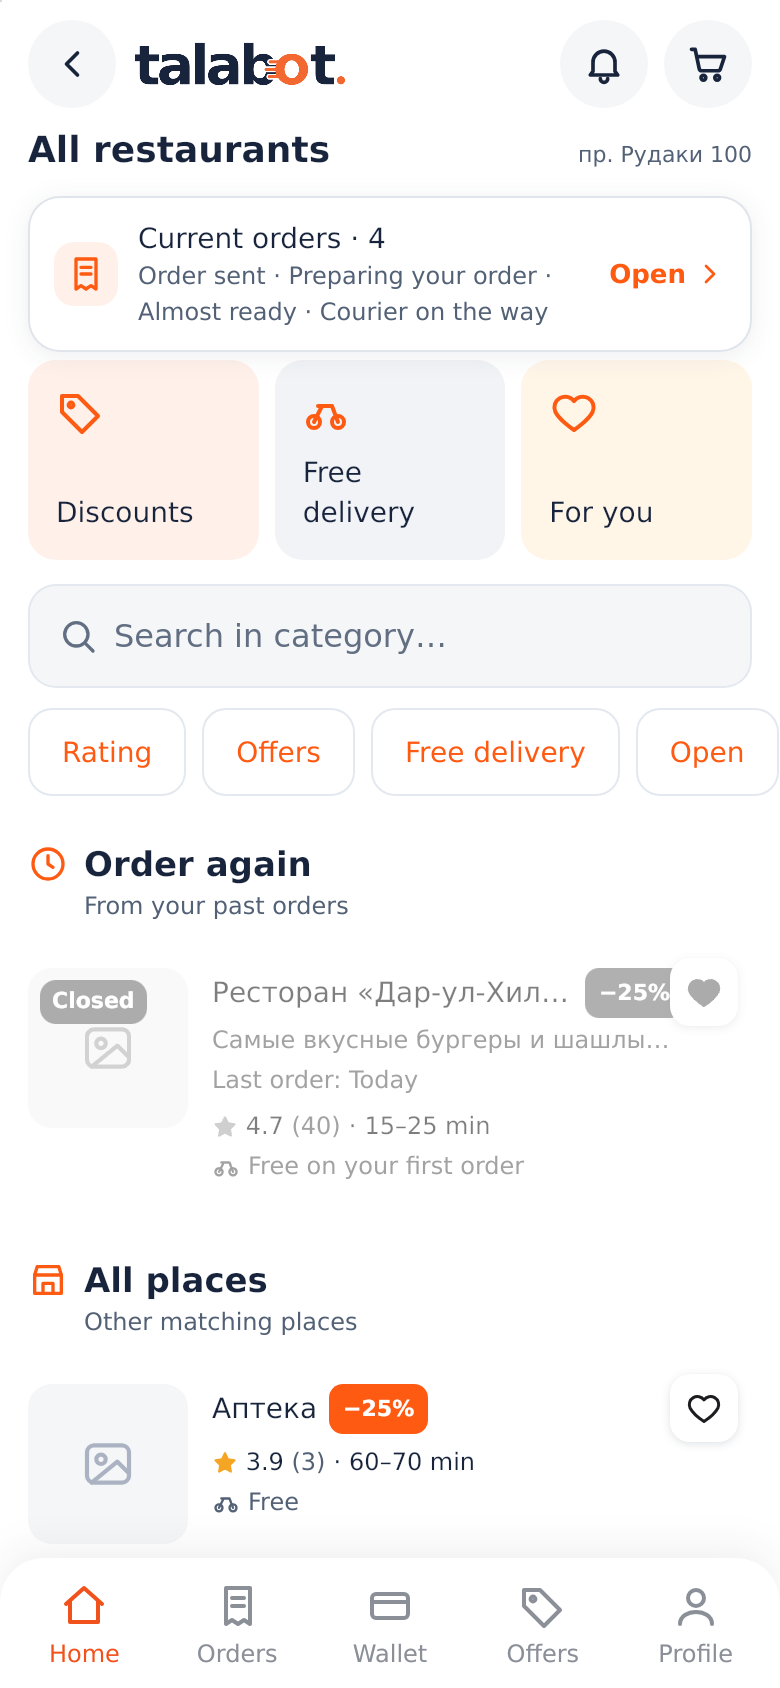 talabot.
All restaurants
пр. Рудаки 100
Current orders · 4
Order sent · Preparing your order ·
Almost ready · Courier on the way
Open
Discounts
Free
delivery
For you
Search in category...
Rating
Offers
Free delivery
Open
Order again
From your past orders
Closed
Ресторан «Дар-ул-Хил...
−25%
Самые вкусные бургеры и шашлы...
Last order: Today
4.7 (40) · 15–25 min
Free on your first order
All places
Other matching places
Аптека
−25%
3.9 (3) · 60–70 min
Free
Home
Orders
Wallet
Offers
Profile